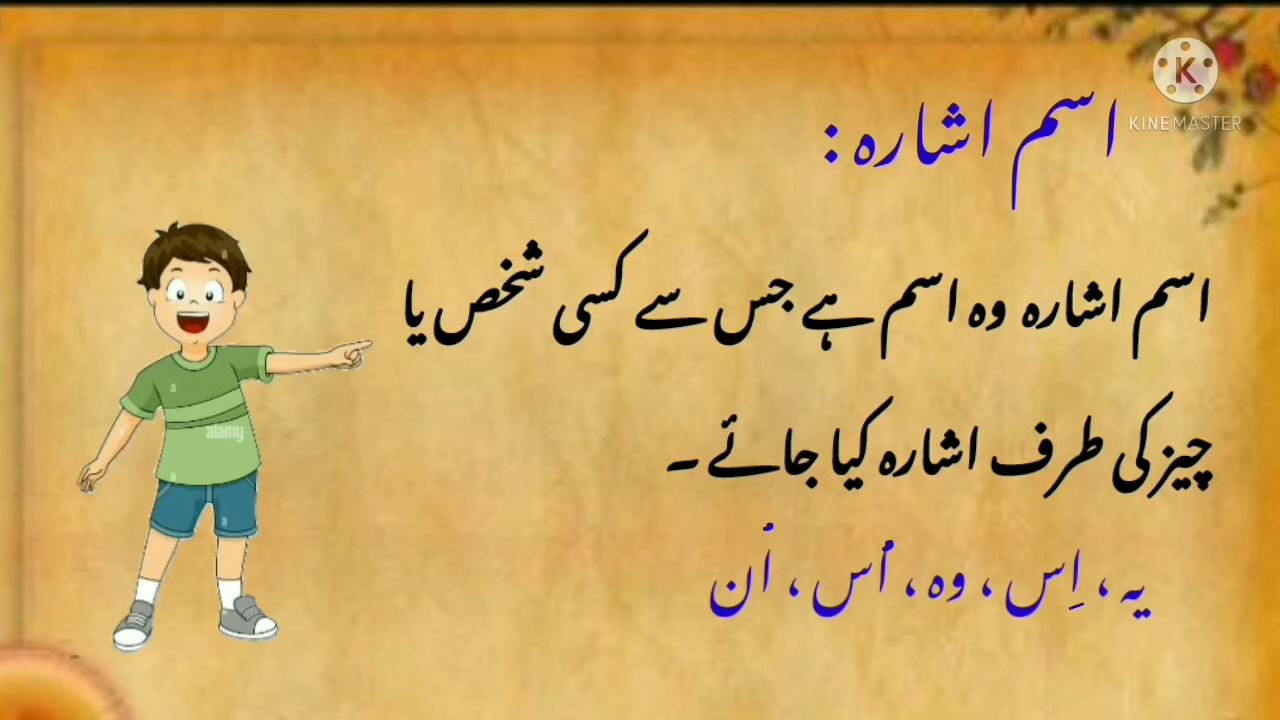 K
KINEMASTER
اسم اشارہ :
اسم اشارہ وہ اسم ہے جس سے کسی شخص یا
چیز کی طرف اشارہ کیا جائے ۔
یہ ، اِس ، وہ ، اُس ، اُن
a
a
alamy
a
a